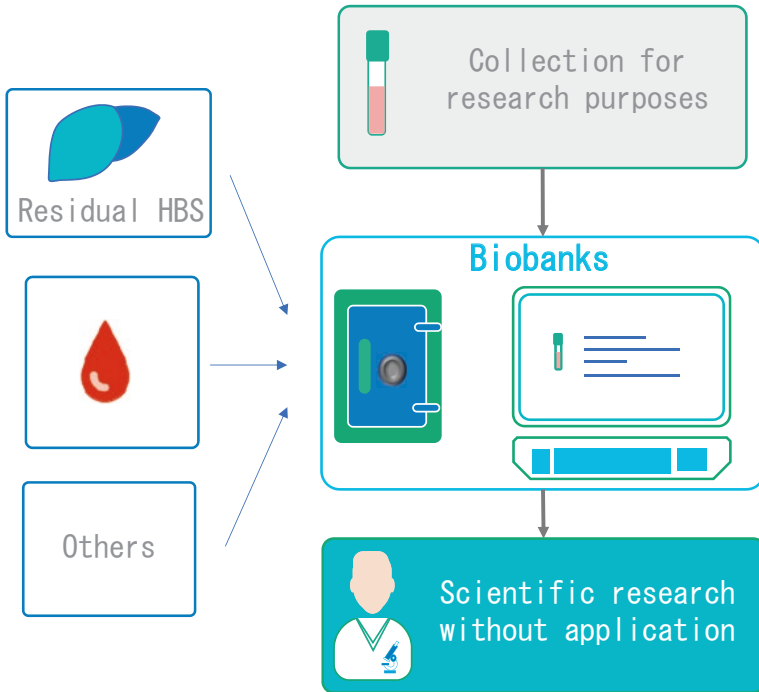 Collection for
research purposes
Residual HBS
Biobanks
Others
Scientific research
without application